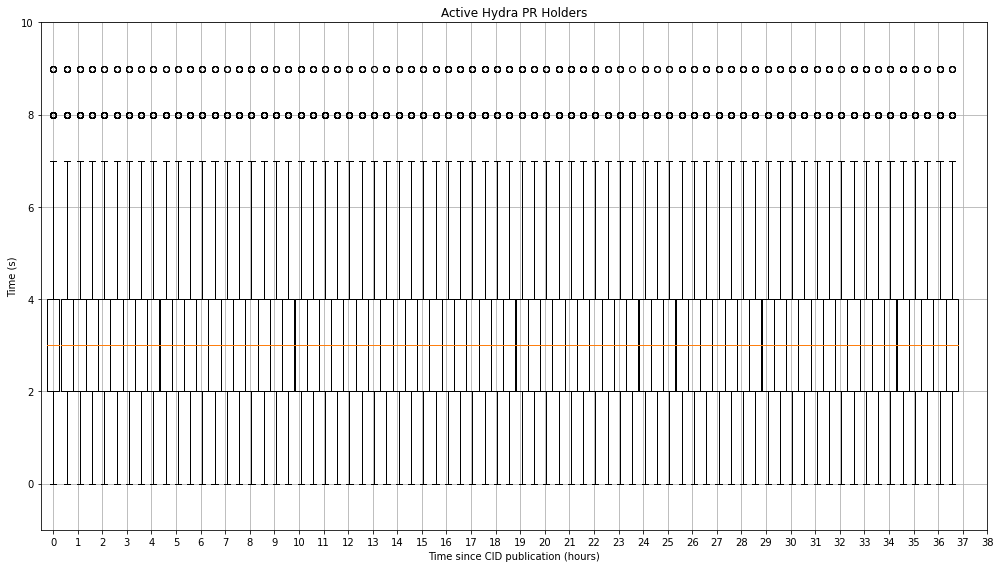 Active Hydra PR Holders
Time (s)
10
8
6
4
2
0
0 1 2 3 4 5 6 7 8 9 10 11 12 13 14 15 16 17 18 19 20 21 22 23 24 25 26 27 28 29 30 31 32 33 34 35 36 37 38
Time since CID publication (hours)